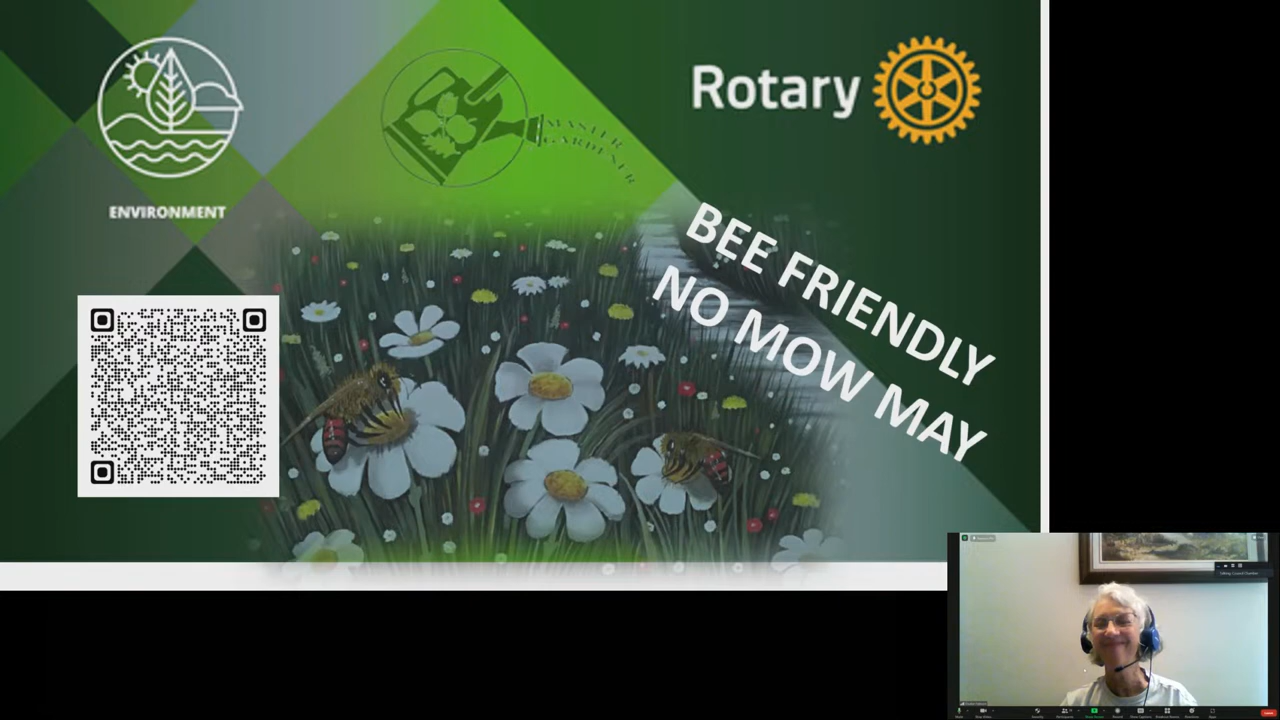 Rotary
MASTER
GARDENER
ENVIRONMENT
BEE FRIENDLY
NO MOW MAY